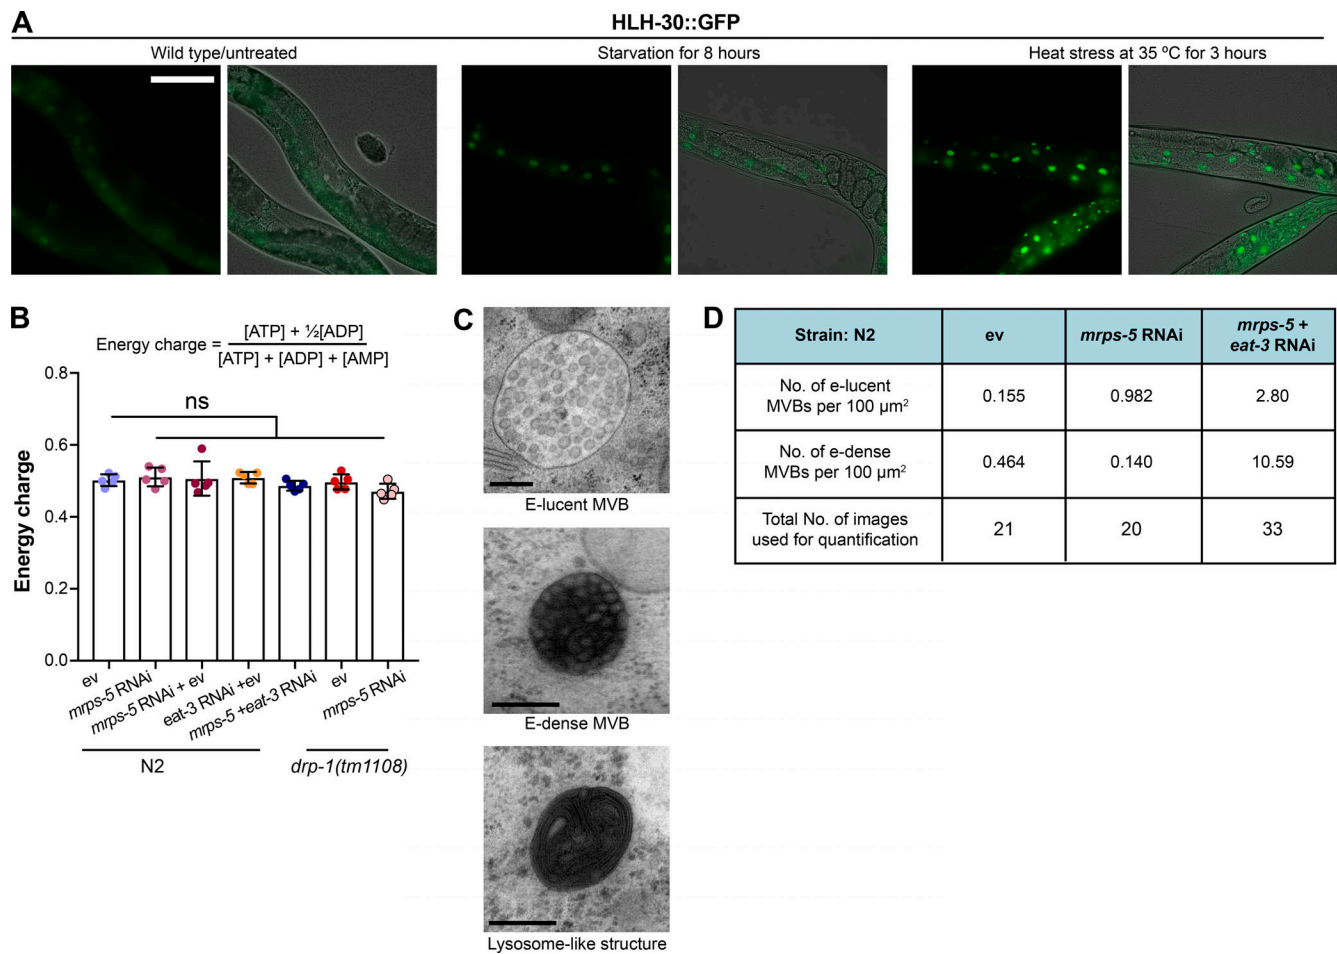 A
HLH-30::GFP
Wild type/untreated
Starvation for 8 hours
Heat stress at 35 ºC for 3 hours
B
Energy charge = [ATP] + ½[ADP]
[ATP] + [ADP] + [AMP]
0.8
0.6
0.4
0.2
0.0
Energy charge
ns
ev
mrps-5 RNAi
mrps-5 RNAi + ev
eat-3 RNAi +ev
mrps-5 +eat-3 RNAi
ev
mrps-5 RNAi
N2
drp-1(tm1108)
C
E-lucent MVB
E-dense MVB
Lysosome-like structure
D
Strain: N2
ev
mrps-5 RNAi
mrps-5 +
eat-3 RNAi
No. of e-lucent
MVBs per 100 µm²
0.155
0.982
2.80
No. of e-dense
MVBs per 100 µm²
0.464
0.140
10.59
Total No. of images
used for quantification
21
20
33